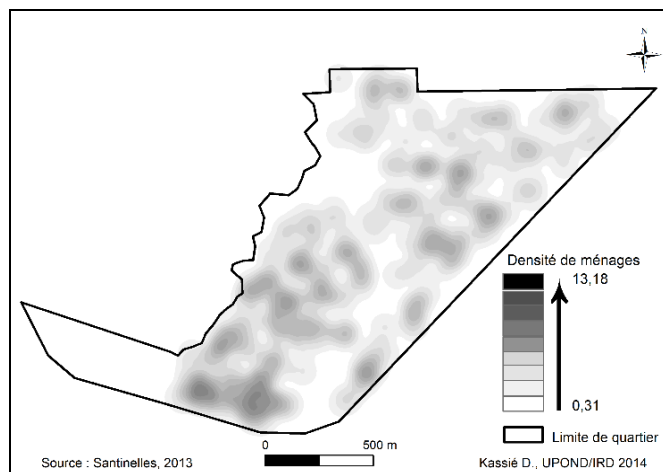 N
Densité de ménages
13,18
0,31
Limite de quartier
0 500 m
Source : Santinelles, 2013
Kassié D., UPOND/IRD 2014